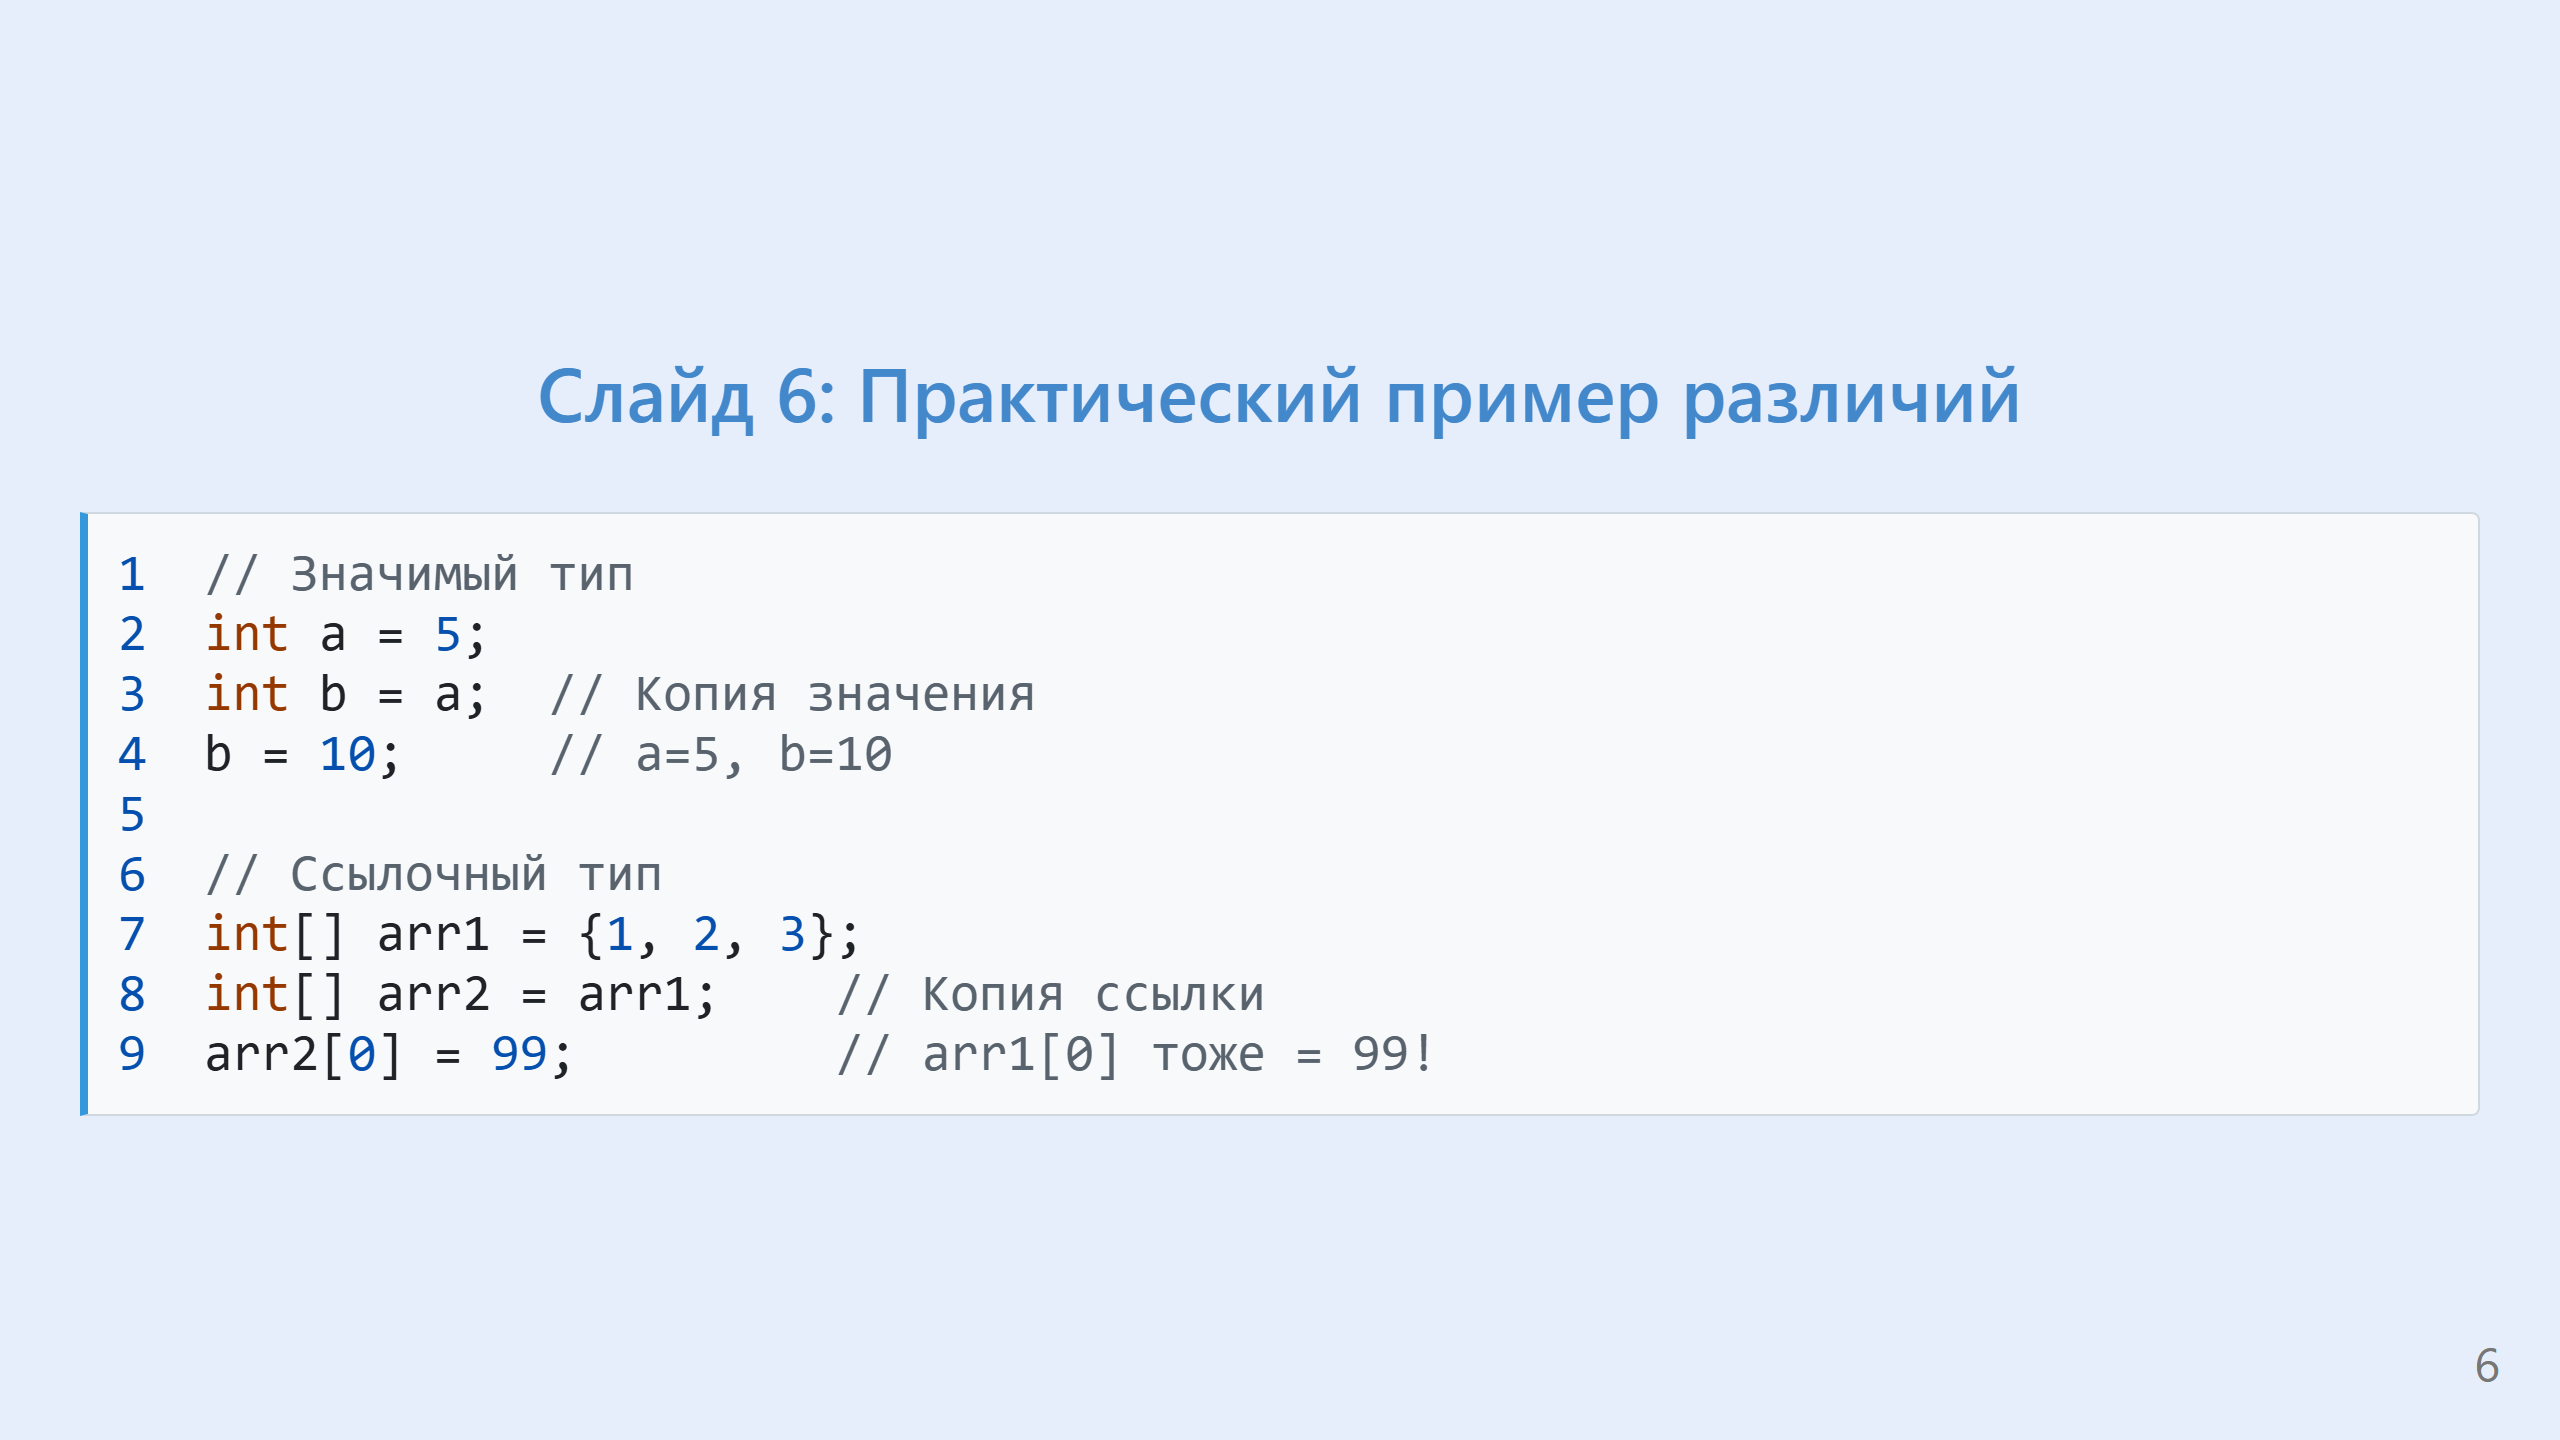 Слайд 6: Практический пример различий
1  // Значимый тип
2  int a = 5;
3  int b = a;  // Копия значения
4  b = 10;     // a=5, b=10
5
6  // Ссылочный тип
7  int[] arr1 = {1, 2, 3};
8  int[] arr2 = arr1;    // Копия ссылки
9  arr2[0] = 99;         // arr1[0] тоже = 99!
6